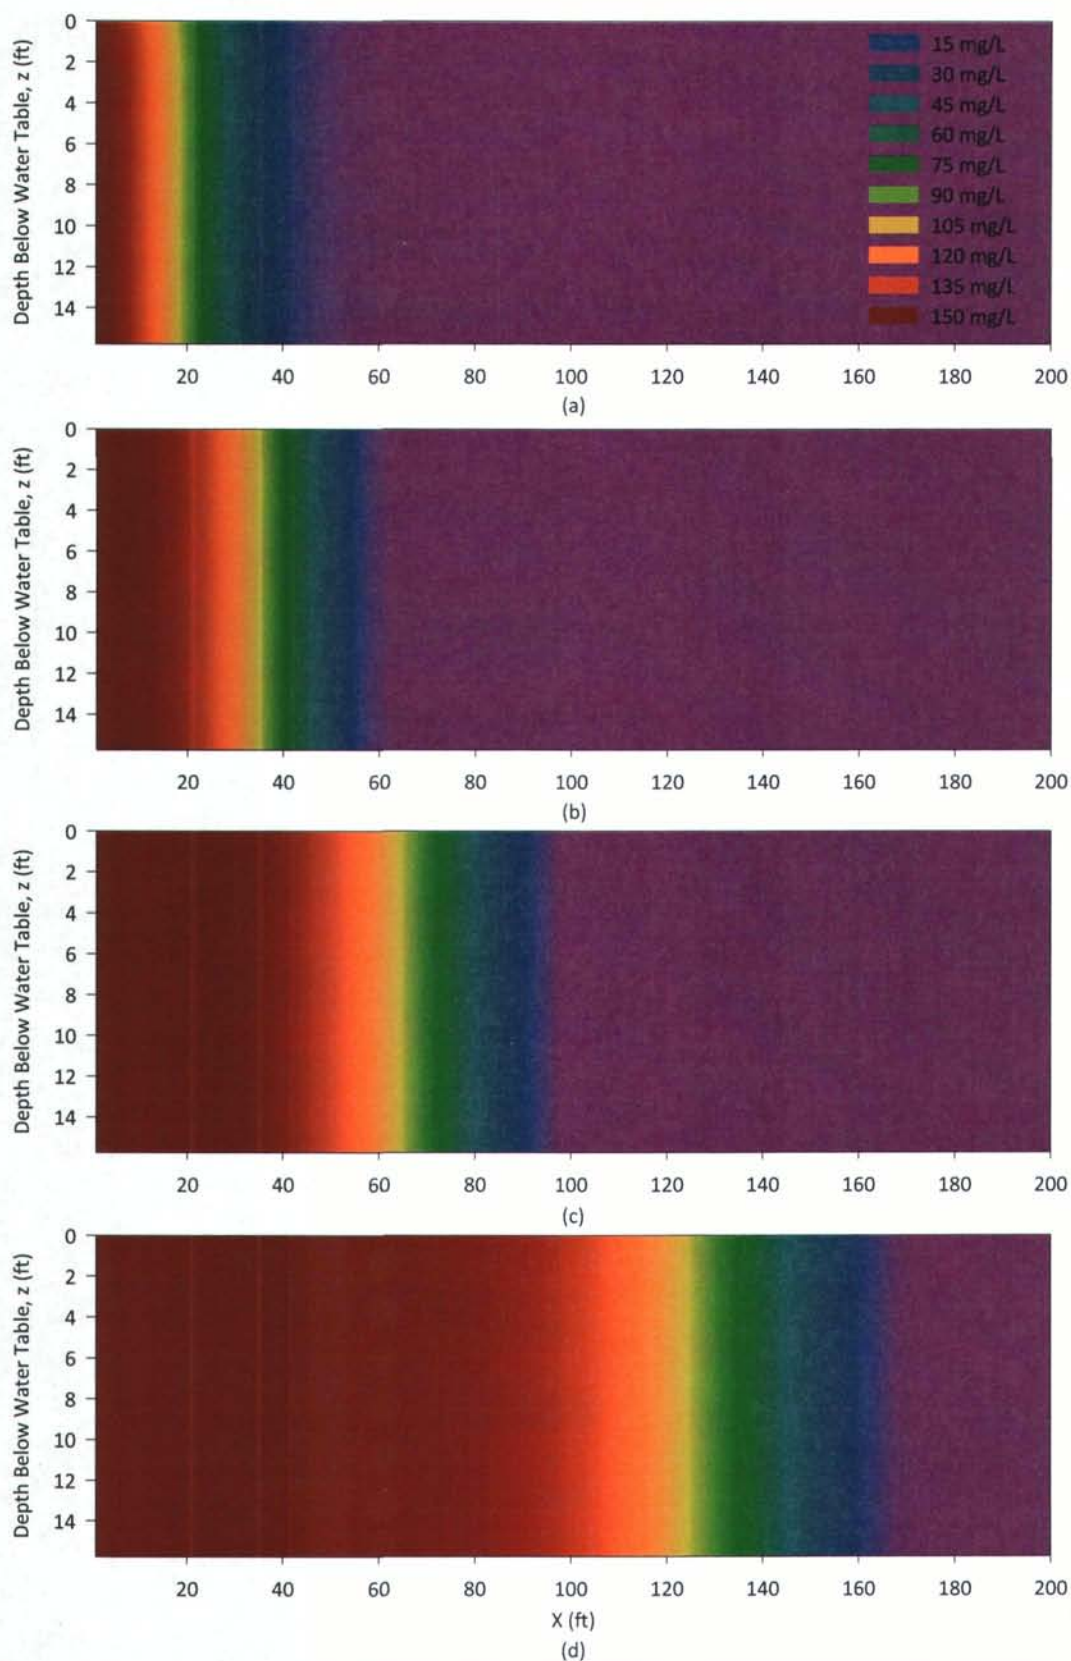 Depth Below Water Table, z (ft)
0
2
4
6
8
10
12
14
15 mg/L
30 mg/L
45 mg/L
60 mg/L
75 mg/L
90 mg/L
105 mg/L
120 mg/L
135 mg/L
150 mg/L
20 40 60 80 100 120 140 160 180 200
(a)
Depth Below Water Table, z (ft)
0
2
4
6
8
10
12
14
20 40 60 80 100 120 140 160 180 200
(b)
Depth Below Water Table, z (ft)
0
2
4
6
8
10
12
14
20 40 60 80 100 120 140 160 180 200
(c)
Depth Below Water Table, z (ft)
0
2
4
6
8
10
12
14
20 40 60 80 100 120 140 160 180 200
X (ft)
(d)